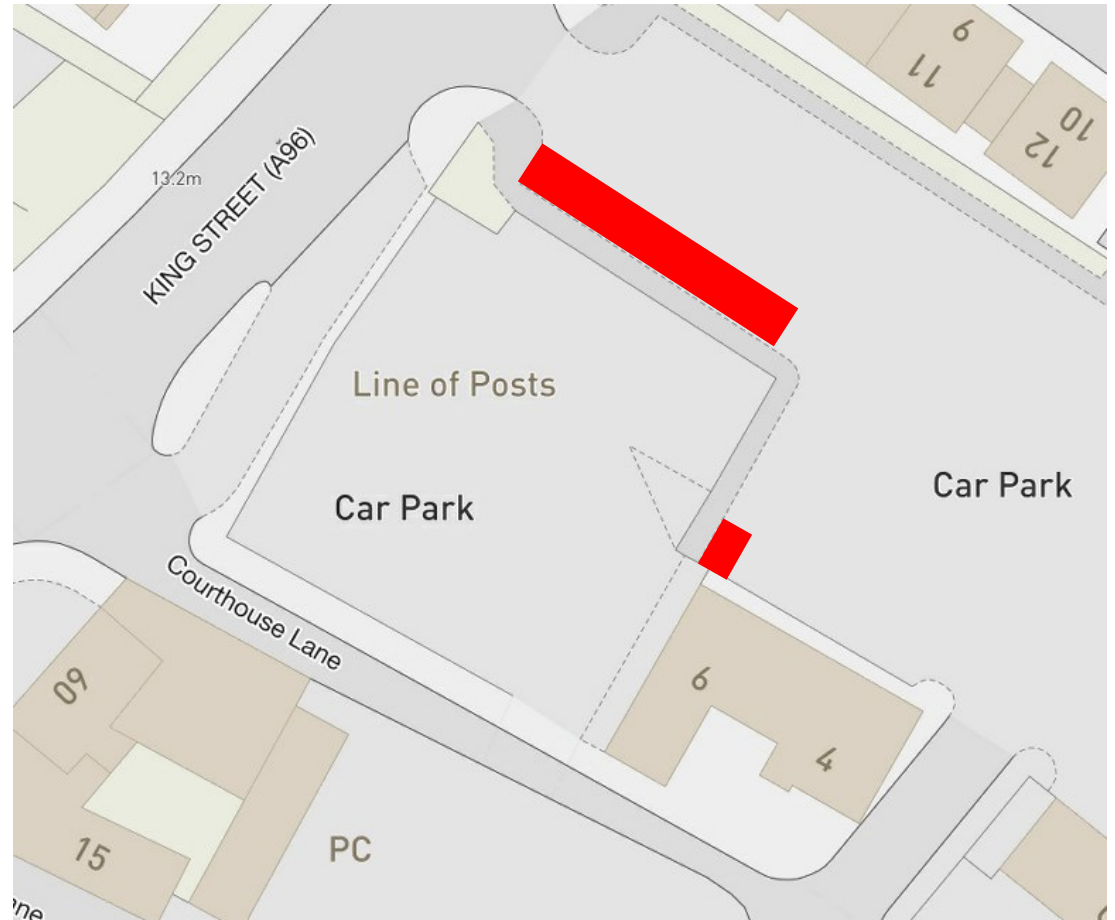 9
11
10
12
13.2m
KING STREET (A96)
Line of Posts
Car Park
Car Park
Courthouse Lane
60
6
4
15
PC